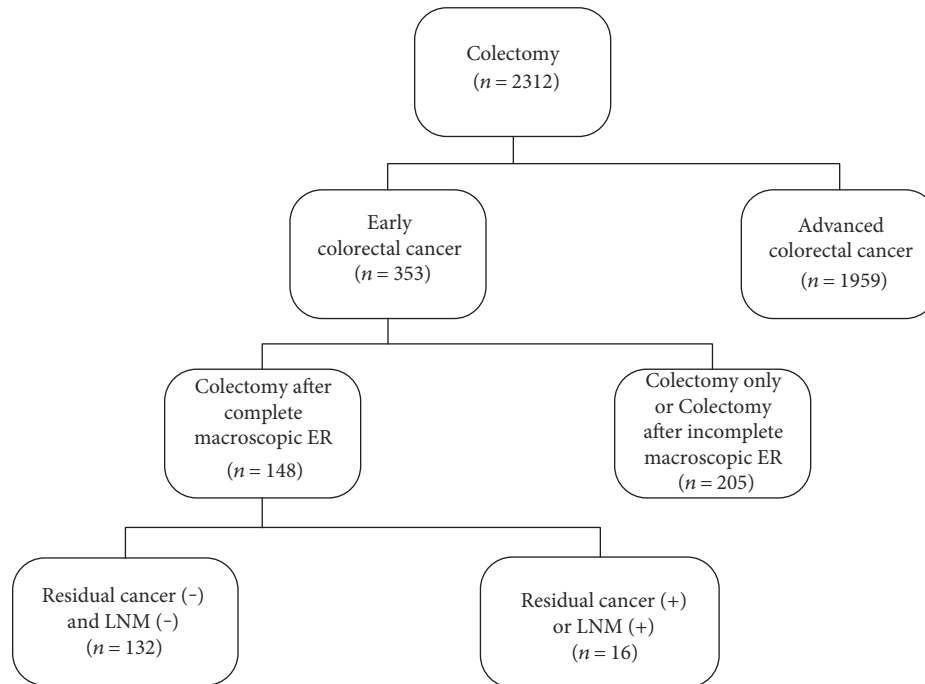 Colectomy
(n = 2312)
Early
colorectal cancer
(n = 353)
Advanced
colorectal cancer
(n = 1959)
Colectomy after
complete
macroscopic ER
(n = 148)
Colectomy only
or Colectomy
after incomplete
macroscopic ER
(n = 205)
Residual cancer (−)
and LNM (−)
(n = 132)
Residual cancer (+)
or LNM (+)
(n = 16)